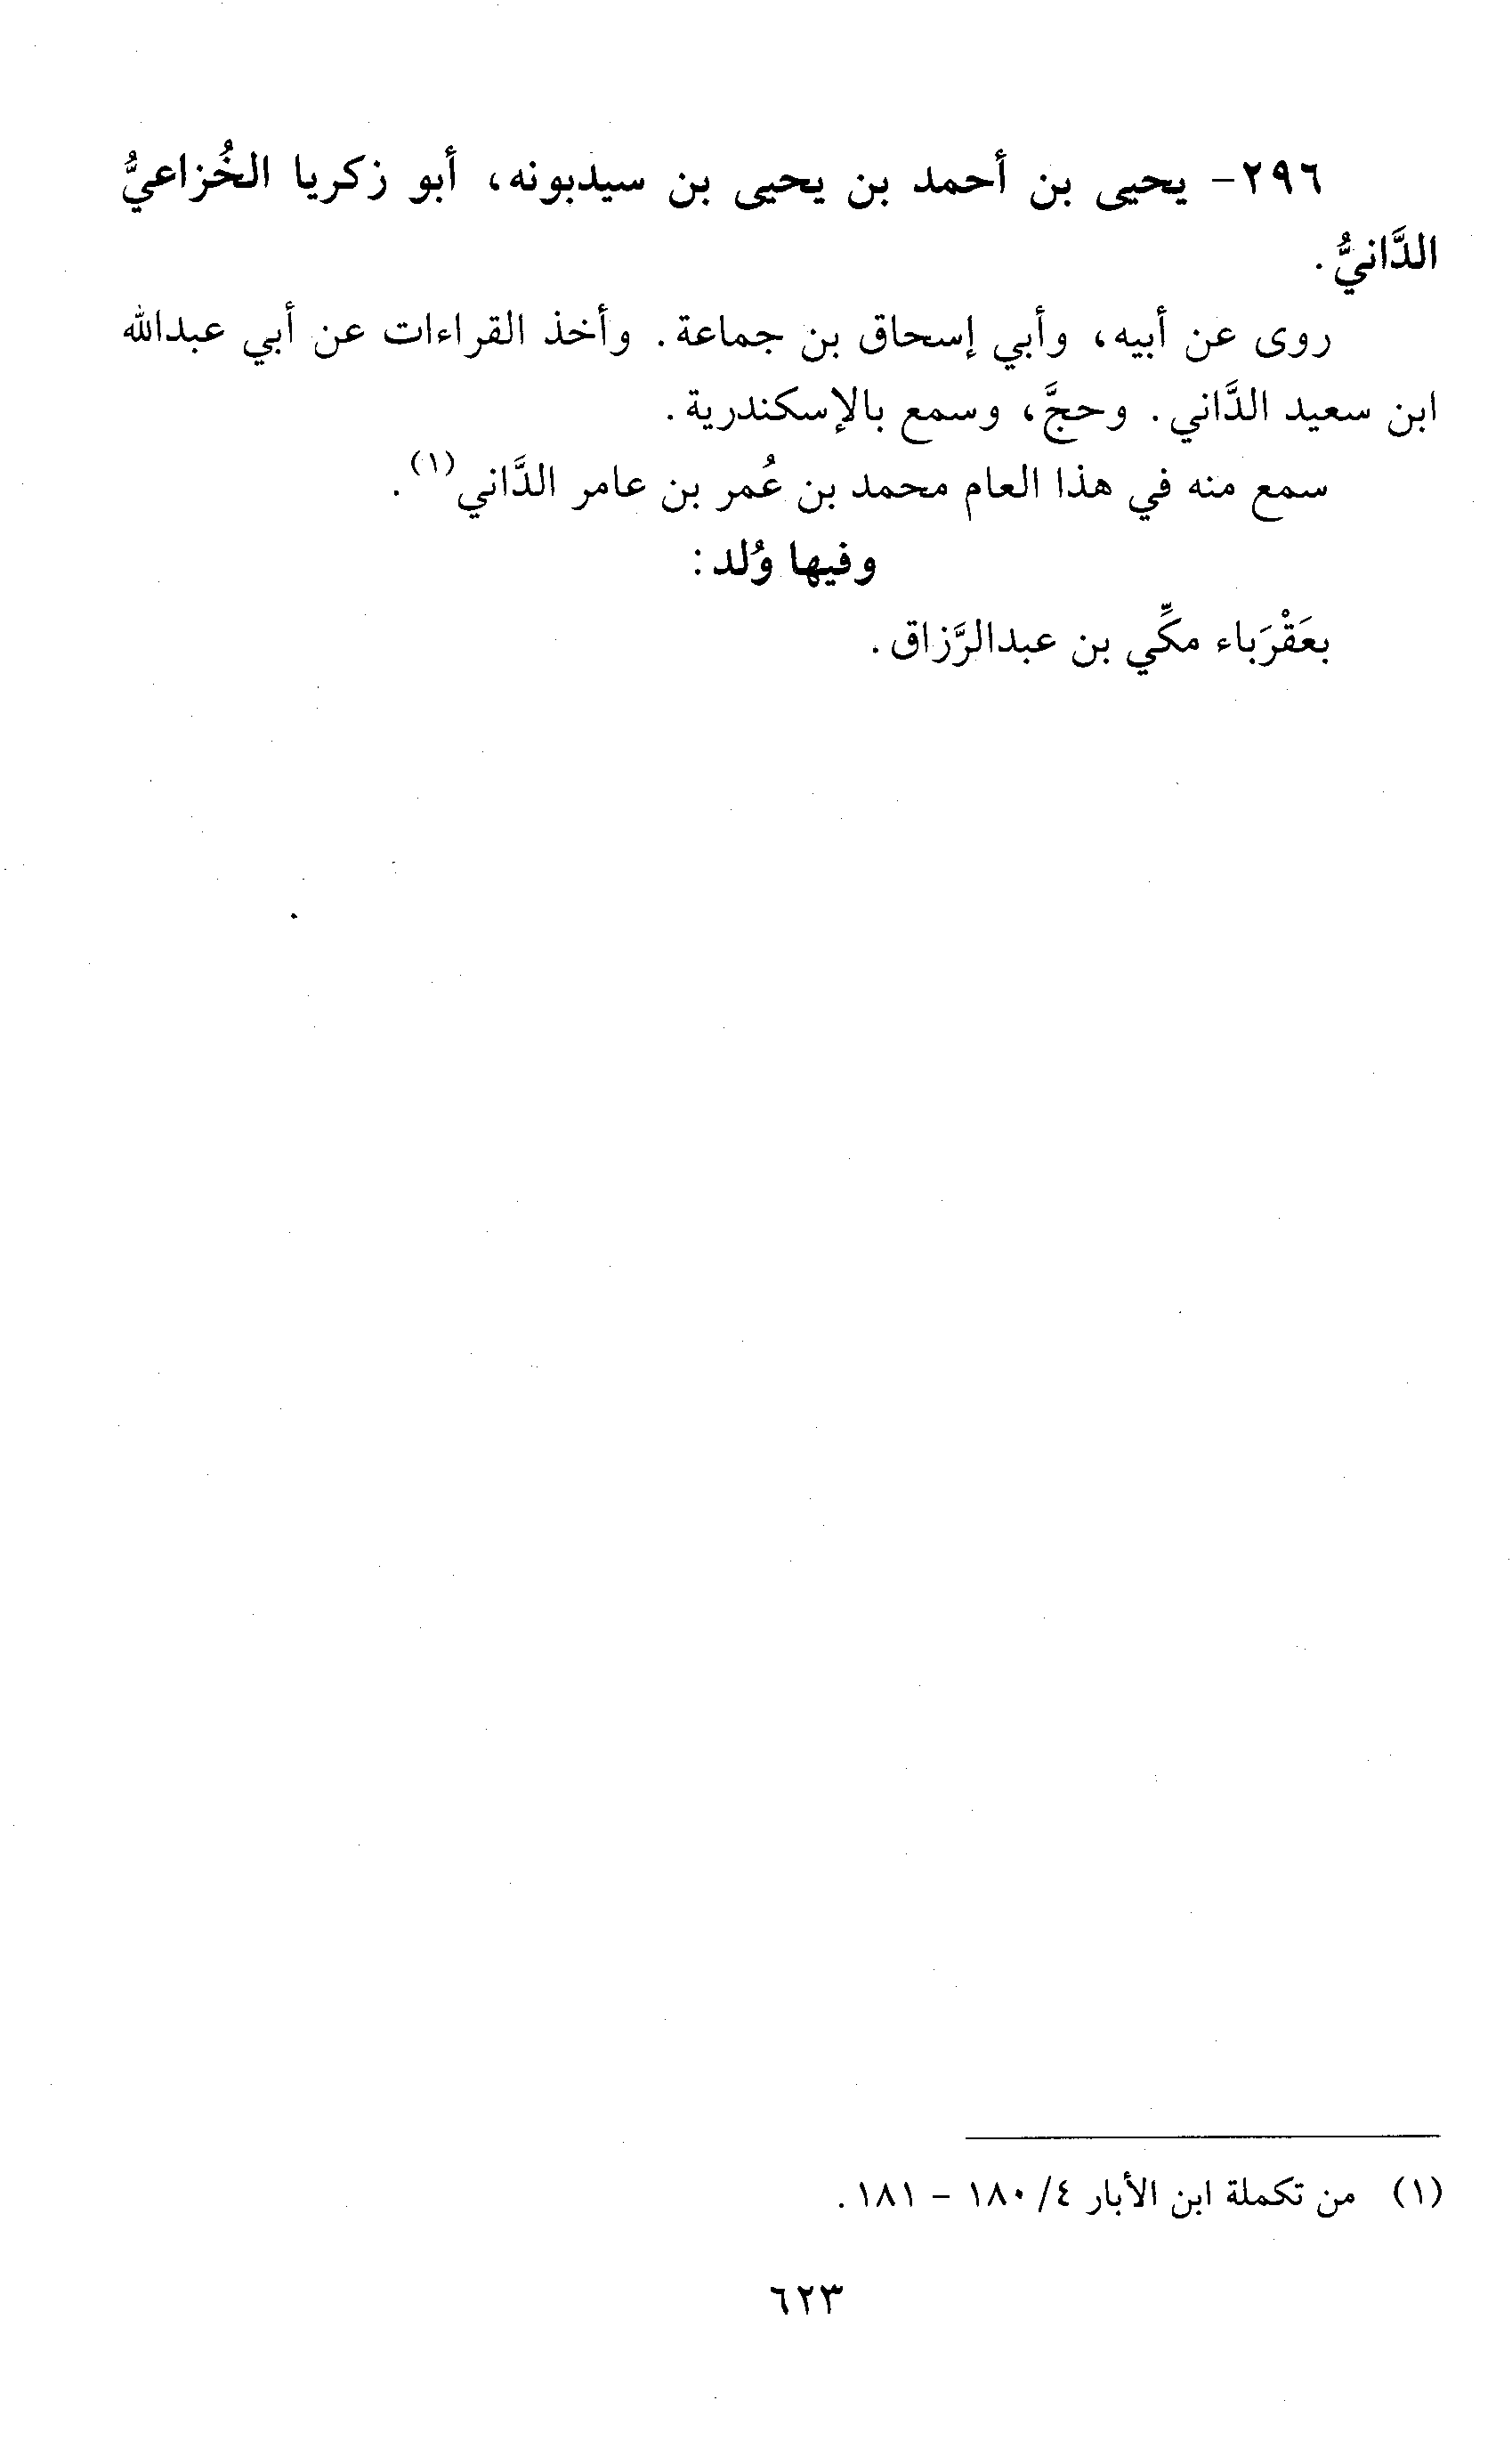 ٢٩٦- يحيى بن أحمد بن يحيى بن سيدبونه، أبو زكريا الخُزاعيُّ
الدَّانيُّ.
روى عن أبيه، وأبي إسحاق بن جماعة. وأخذ القراءات عن أبي عبدالله
ابن سعيد الدَّاني. وحجَّ، وسمع بالإسكندرية.
سمع منه في هذا العام محمد بن عُمر بن عامر الدَّاني(١).
وفيها وُلد:
بعَقْرَباء مكِّي بن عبدالرَّزاق.
(١) من تكملة ابن الأبار ٤/ ١٨٠ - ١٨١.
٦٢٣